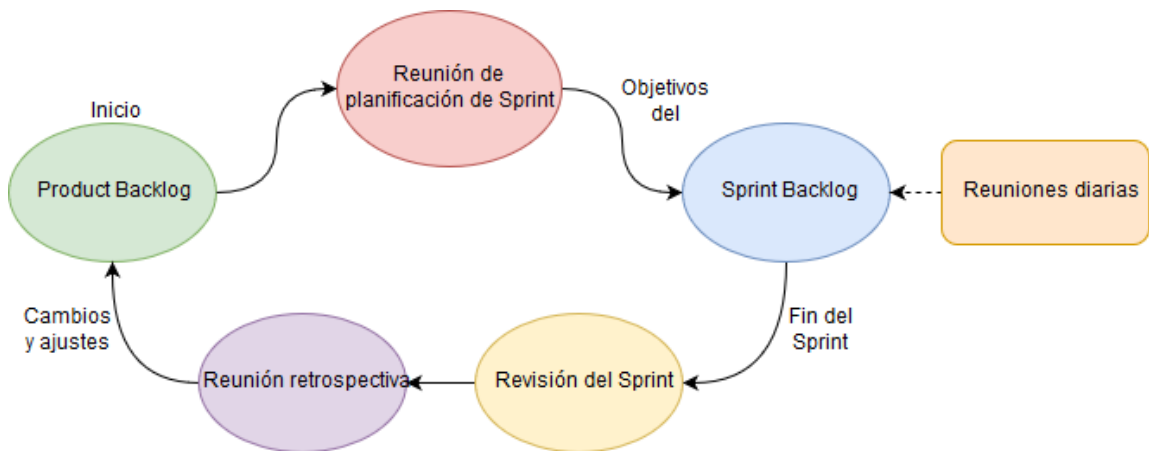 Inicio
Product Backlog
Reunión de
planificación de Sprint
Objetivos
del
Sprint Backlog
Reuniones diarias
Fin del
Sprint
Revisión del Sprint
Reunión retrospectiva
Cambios
y ajustes